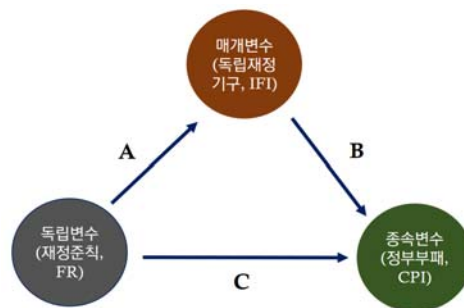 매개변수
(독립재정
기구, IFI)
A
B
독립변수
(재정준칙,
FR)
종속변수
(정부부패,
CPI)
C